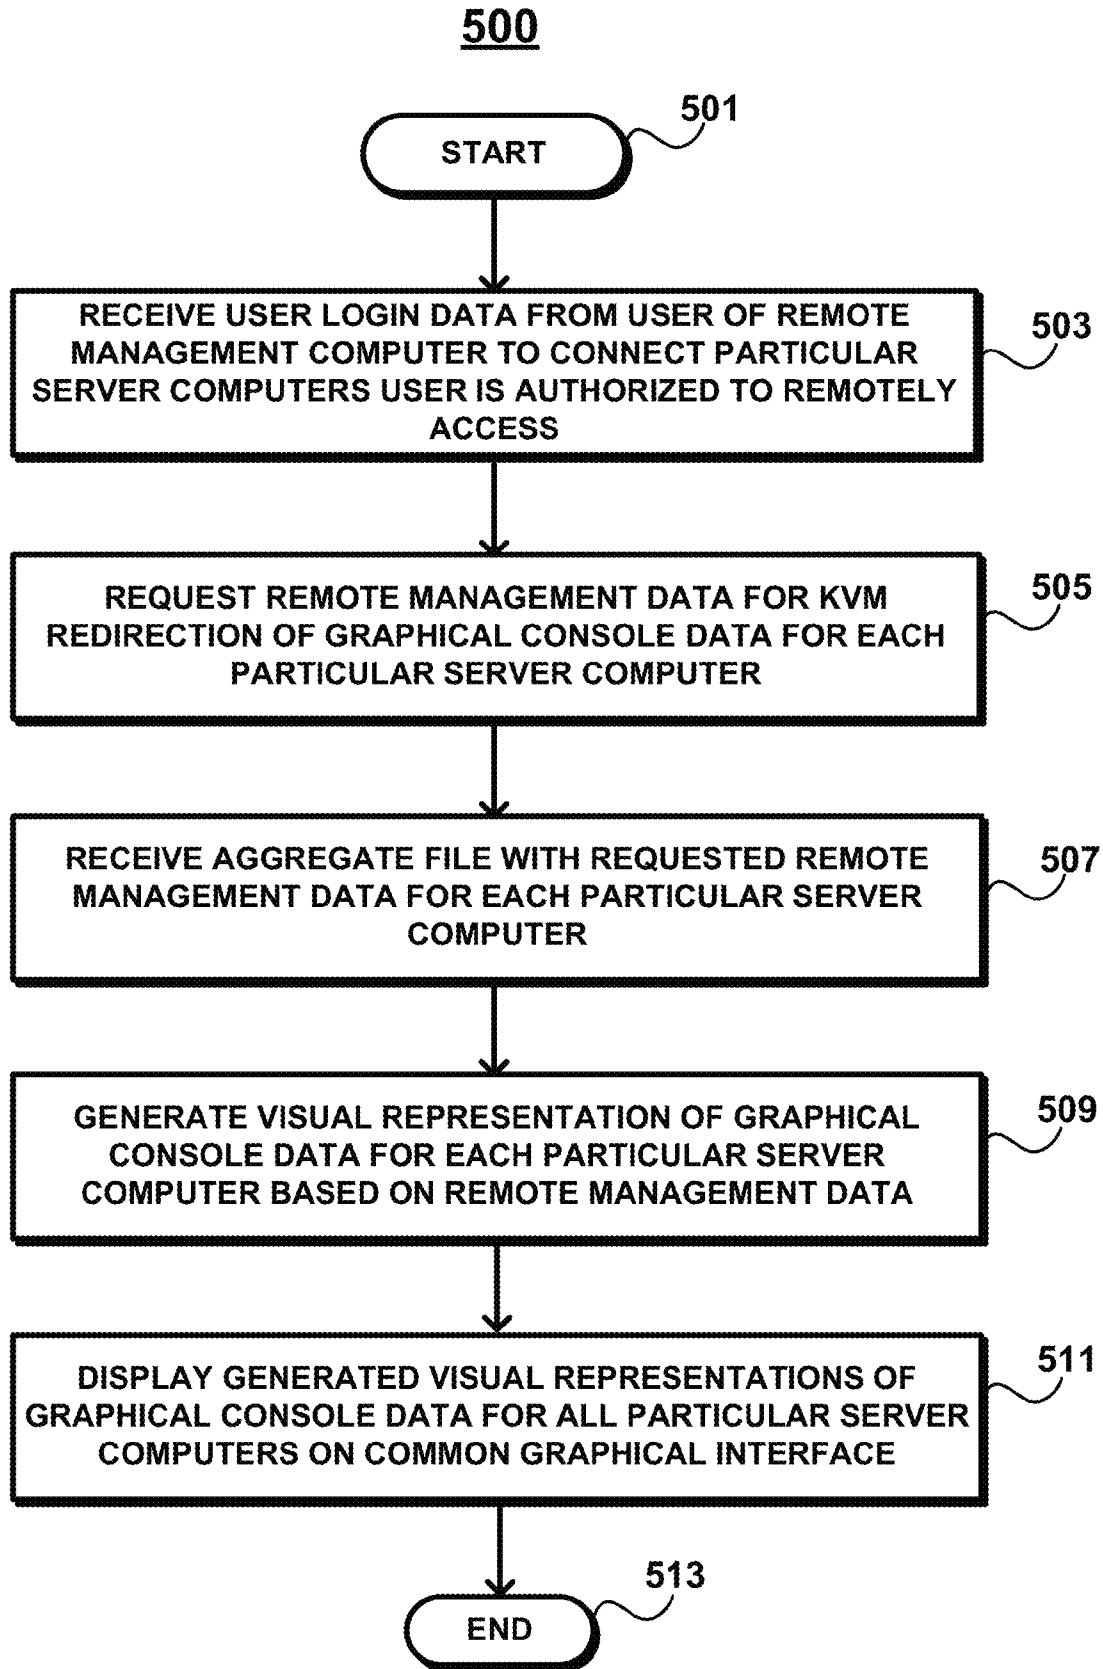 500
501
START
RECEIVE USER LOGIN DATA FROM USER OF REMOTE
MANAGEMENT COMPUTER TO CONNECT PARTICULAR
SERVER COMPUTERS USER IS AUTHORIZED TO REMOTELY
ACCESS
503
REQUEST REMOTE MANAGEMENT DATA FOR KVM
REDIRECTION OF GRAPHICAL CONSOLE DATA FOR EACH
PARTICULAR SERVER COMPUTER
505
RECEIVE AGGREGATE FILE WITH REQUESTED REMOTE
MANAGEMENT DATA FOR EACH PARTICULAR SERVER
COMPUTER
507
GENERATE VISUAL REPRESENTATION OF GRAPHICAL
CONSOLE DATA FOR EACH PARTICULAR SERVER
COMPUTER BASED ON REMOTE MANAGEMENT DATA
509
DISPLAY GENERATED VISUAL REPRESENTATIONS OF
GRAPHICAL CONSOLE DATA FOR ALL PARTICULAR SERVER
COMPUTERS ON COMMON GRAPHICAL INTERFACE
511
513
END